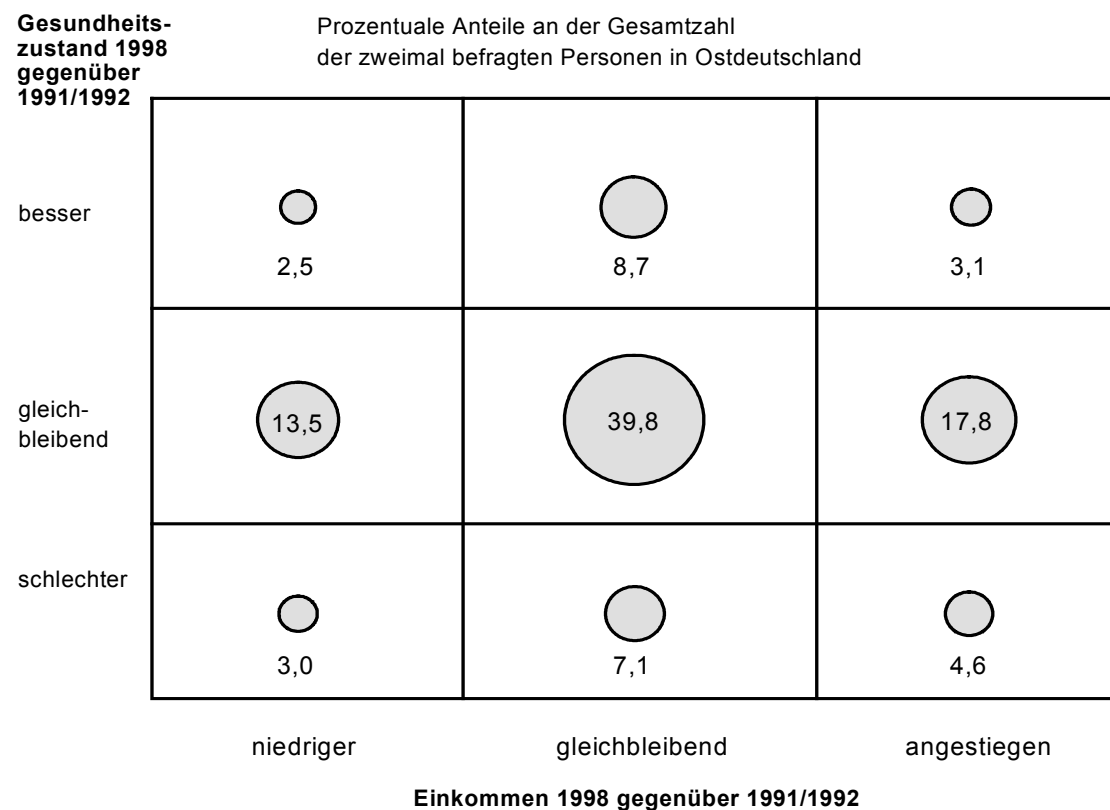 Gesundheits-
zustand 1998
gegenüber
1991/1992
Prozentuale Anteile an der Gesamtzahl
der zweimal befragten Personen in Ostdeutschland
besser
2,5
8,7
3,1
gleich-
bleibend
13,5
39,8
17,8
schlechter
3,0
7,1
4,6
niedriger
gleichbleibend
angestiegen
Einkommen 1998 gegenüber 1991/1992